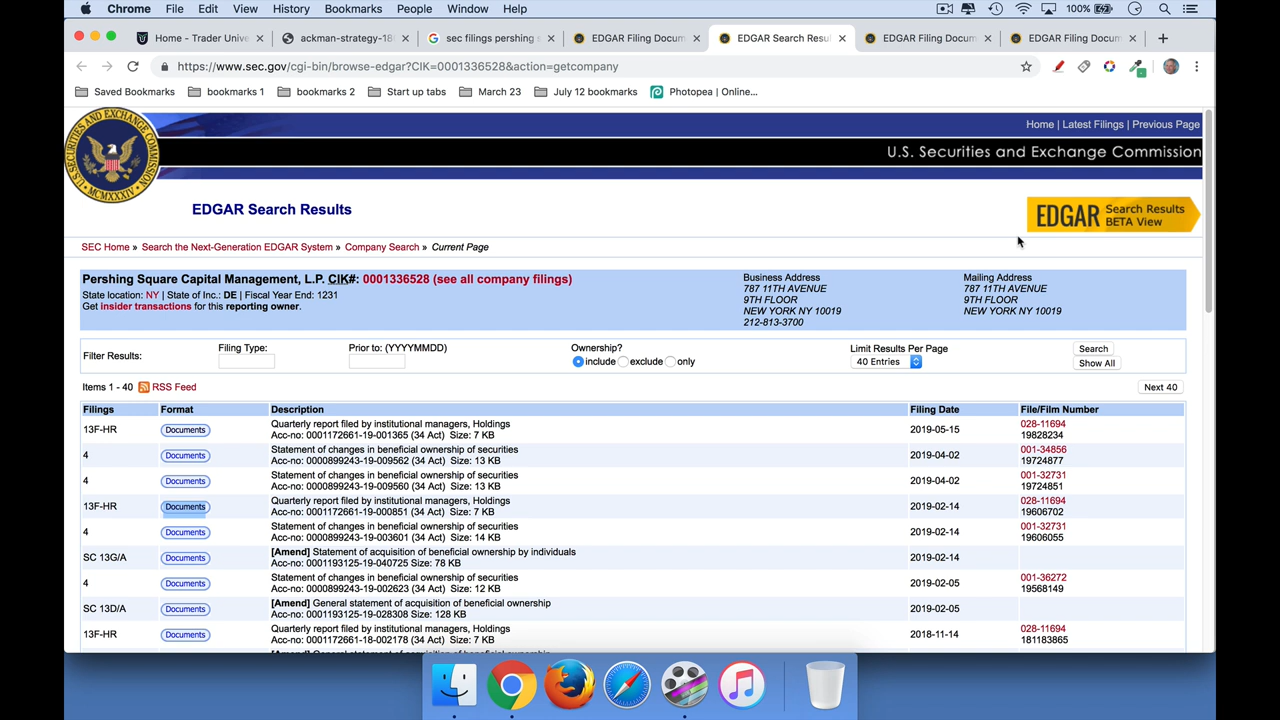 Chrome File Edit View History Bookmarks People Window Help 100%
Home - Trader Unive
ackman-strategy-18
sec filings pershing s
EDGAR Filing Docum
EDGAR Search Resu
EDGAR Filing Docum
EDGAR Filing Docum
https://www.sec.gov/cgi-bin/browse-edgar?CIK=0001336528&action=getcompany
Saved Bookmarks bookmarks 1 bookmarks 2 Start up tabs March 23 July 12 bookmarks Photopea | Online...
Home | Latest Filings | Previous Page
U.S. Securities and Exchange Commission
SECURITIES AND EXCHANGE COMMISSION
MCMXXXIV
EDGAR Search Results
EDGAR Search Results
BETA View
SEC Home » Search the Next-Generation EDGAR System » Company Search » Current Page
Pershing Square Capital Management, L.P. CIK#: 0001336528 (see all company filings)
State location: NY | State of Inc.: DE | Fiscal Year End: 1231
Get insider transactions for this reporting owner.
Business Address
787 11TH AVENUE
9TH FLOOR
NEW YORK NY 10019
212-813-3700
Mailing Address
787 11TH AVENUE
9TH FLOOR
NEW YORK NY 10019
Filter Results:
Filing Type:
Prior to: (YYYYMMDD)
Ownership?
include exclude only
Limit Results Per Page
40 Entries
Search
Show All
Items 1 - 40 RSS Feed
Next 40
Filings Format Description Filing Date File/Film Number
13F-HR Documents Quarterly report filed by institutional managers, Holdings 2019-05-15 028-11694
Acc-no: 0001172661-19-001365 (34 Act) Size: 7 KB 19828234
4 Documents Statement of changes in beneficial ownership of securities 2019-04-02 001-34856
Acc-no: 0000899243-19-009562 (34 Act) Size: 13 KB 19724877
4 Documents Statement of changes in beneficial ownership of securities 2019-04-02 001-32731
Acc-no: 0000899243-19-009560 (34 Act) Size: 13 KB 19724851
13F-HR Documents Quarterly report filed by institutional managers, Holdings 2019-02-14 028-11694
Acc-no: 0001172661-19-000851 (34 Act) Size: 7 KB 19606702
4 Documents Statement of changes in beneficial ownership of securities 2019-02-14 001-32731
Acc-no: 0000899243-19-003601 (34 Act) Size: 14 KB 19606055
SC 13G/A Documents [Amend] Statement of acquisition of beneficial ownership by individuals 2019-02-14
Acc-no: 0001193125-19-040725 Size: 78 KB
4 Documents Statement of changes in beneficial ownership of securities 2019-02-05 001-36272
Acc-no: 0000899243-19-002623 (34 Act) Size: 12 KB 19568149
SC 13D/A Documents [Amend] General statement of acquisition of beneficial ownership 2019-02-05
Acc-no: 0001193125-19-028308 Size: 128 KB
13F-HR Documents Quarterly report filed by institutional managers, Holdings 2018-11-14 028-11694
Acc-no: 0001172661-18-002178 (34 Act) Size: 7 KB 181183865